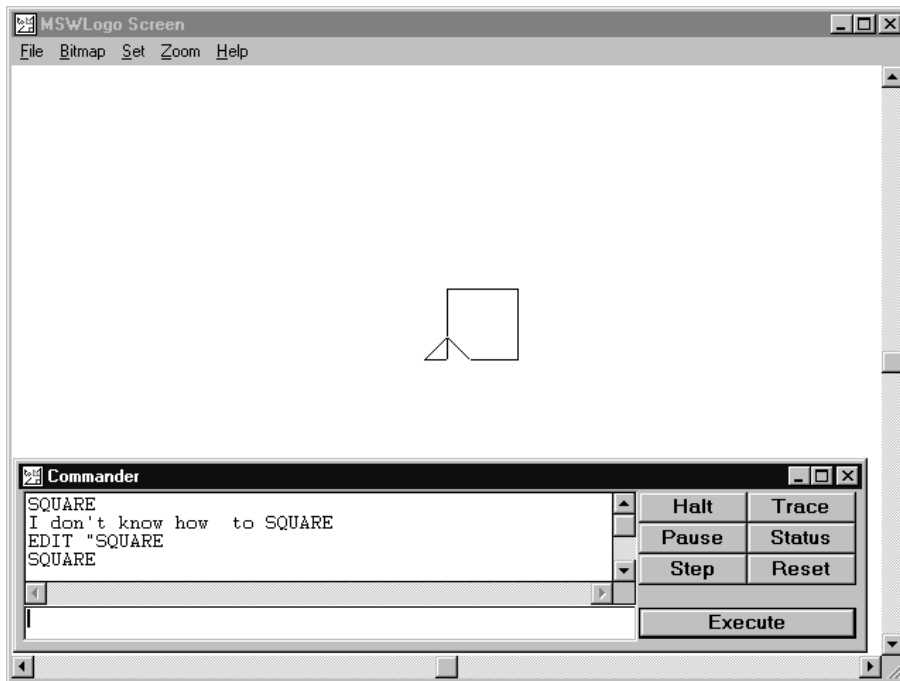 MSWLogo Screen
File Bitmap Set Zoom Help
Commander
SQUARE
I don't know how  to SQUARE
EDIT "SQUARE
SQUARE
Halt Trace
Pause Status
Step Reset
Execute